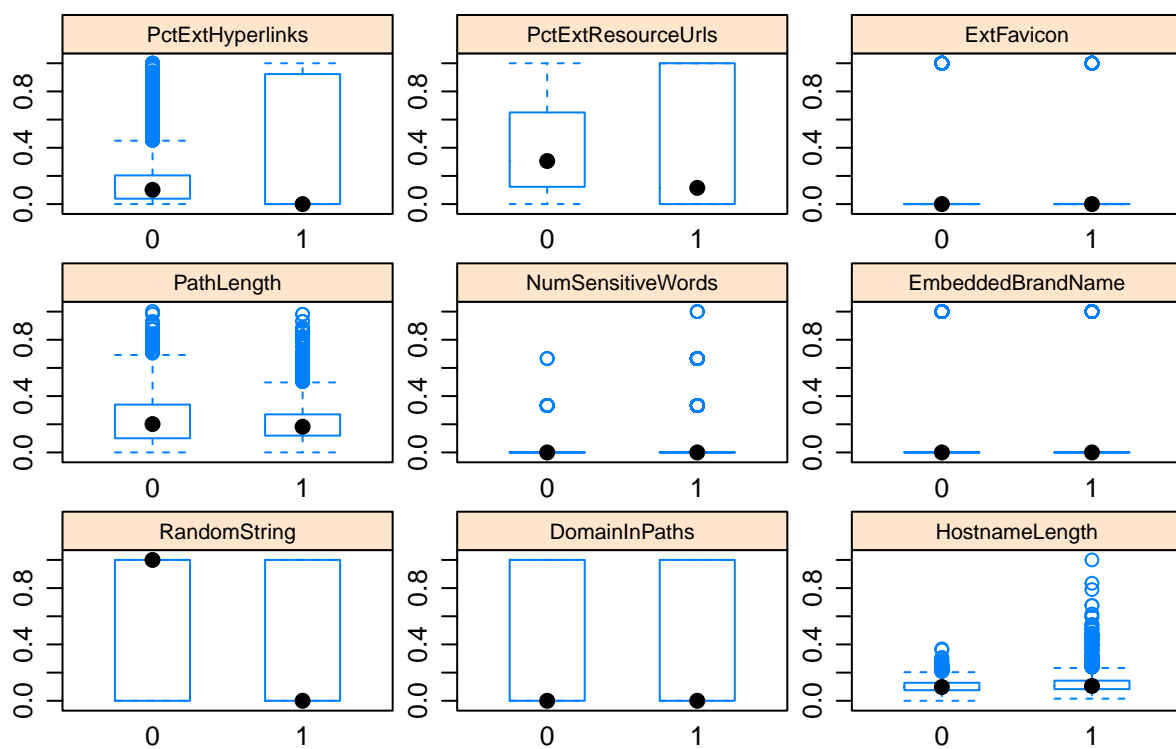 PctExtHyperlinks PctExtResourceUrls ExtFavicon
0.0 0.4 0.8 0.0 0.4 0.8 0.0 0.4 0.8
0 1 0 1 0 1
PathLength NumSensitiveWords EmbeddedBrandName
0.0 0.4 0.8 0.0 0.4 0.8 0.0 0.4 0.8
0 1 0 1 0 1
RandomString DomainInPaths HostnameLength
0.0 0.4 0.8 0.0 0.4 0.8 0.0 0.4 0.8
0 1 0 1 0 1